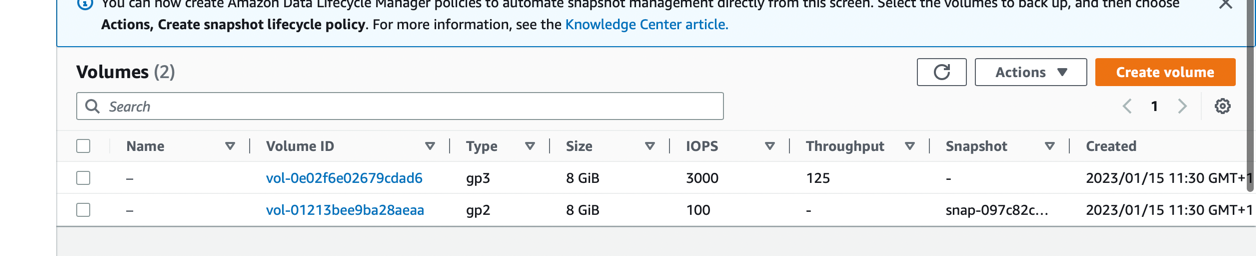 You can now create Amazon Data Lifecycle Manager policies to automate snapshot management directly from this screen. Select the volumes to back up, and then choose
Actions, Create snapshot lifecycle policy. For more information, see the Knowledge Center article.
Volumes (2)
Actions
Create volume
Search
1
Name Volume ID Type Size IOPS Throughput Snapshot Created
– vol-0e02f6e02679cdad6 gp3 8 GiB 3000 125 - 2023/01/15 11:30 GMT+1
– vol-01213bee9ba28aeaa gp2 8 GiB 100 - snap-097c82c... 2023/01/15 11:30 GMT+1